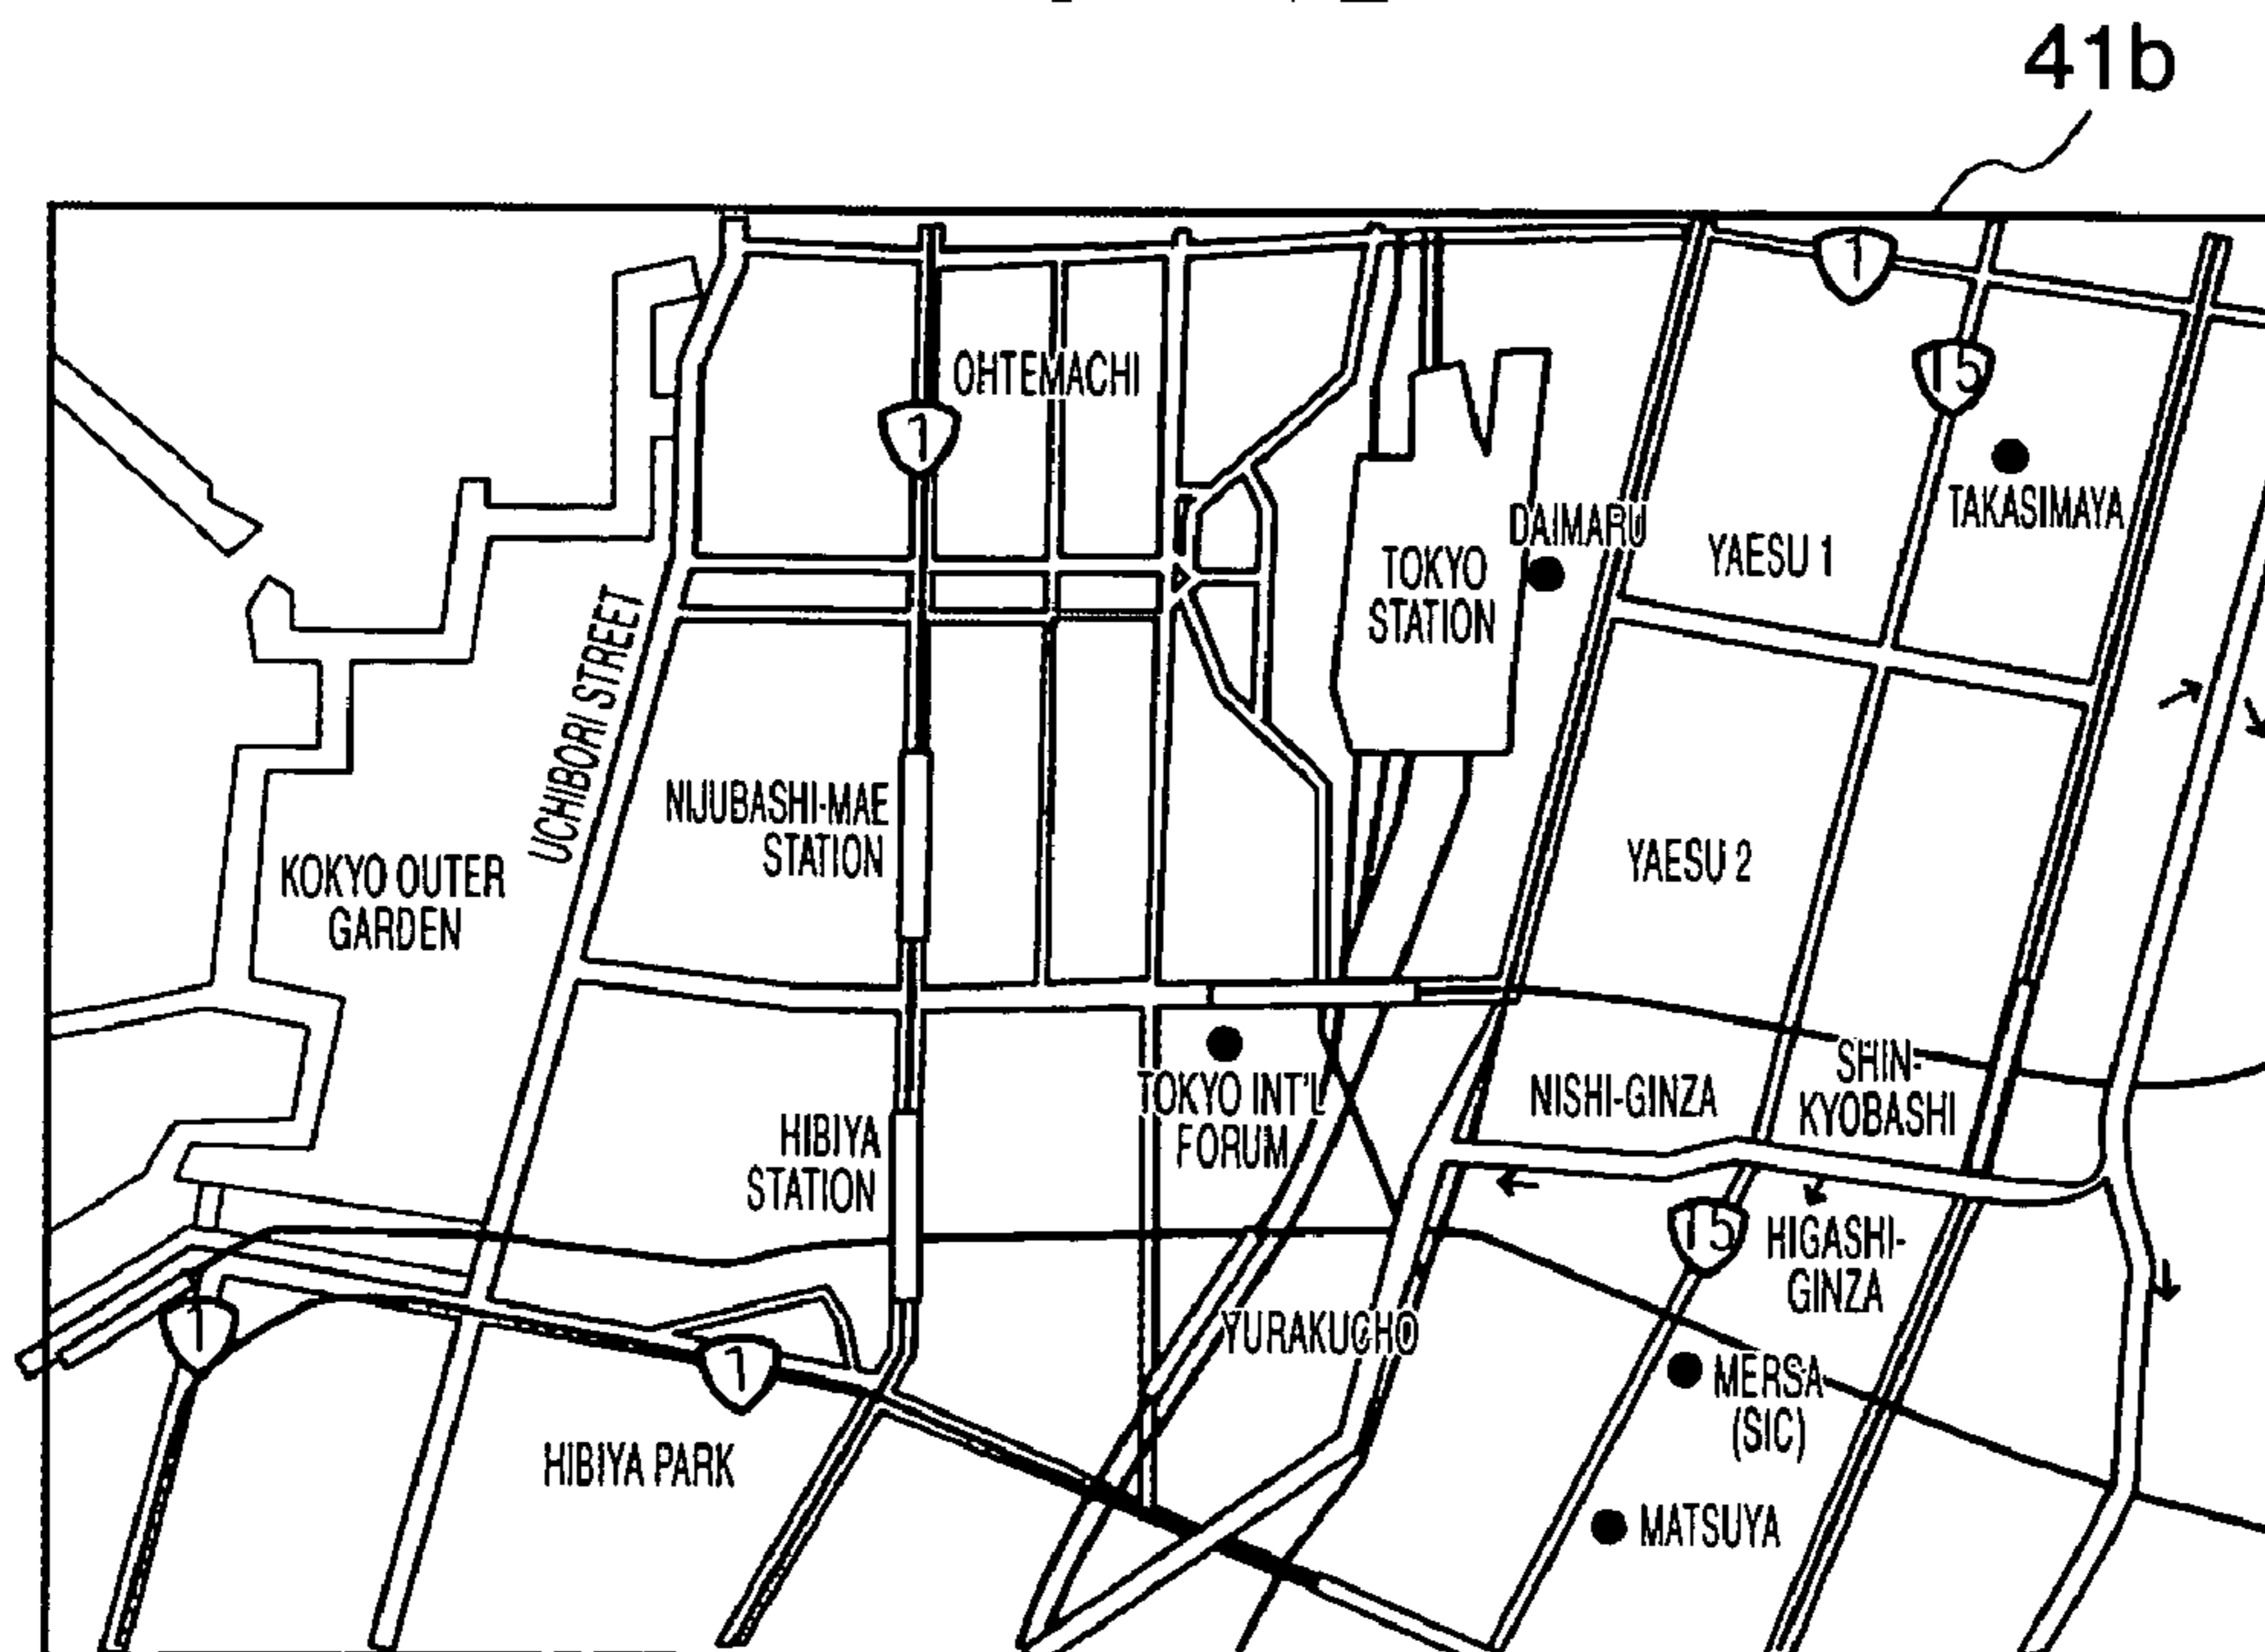 41b
1
15
OHTEMACHI
1
TAKASIMAYA
DAIMARU
YAESU 1
TOKYO
STATION
UCHIBORI STREET
NIJUBASHI-MAE
STATION
YAESU 2
KOKYO OUTER
GARDEN
SHIN-
KYOBASHI
NISHI-GINZA
TOKYO INT'L
FORUM
HIBIYA
STATION
15
HIGASHI-
GINZA
1
YURAKUCHO
1
MERSA
(SIC)
HIBIYA PARK
MATSUYA